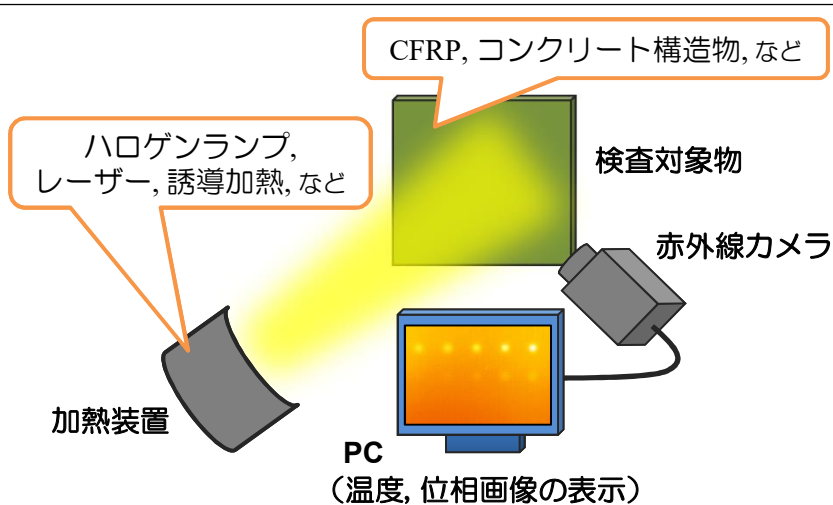 CFRP, コンクリート構造物, など
ハロゲンランプ,
レーザー, 誘導加熱, など
検査対象物
赤外線カメラ
加熱装置
PC
（温度, 位相画像の表示）